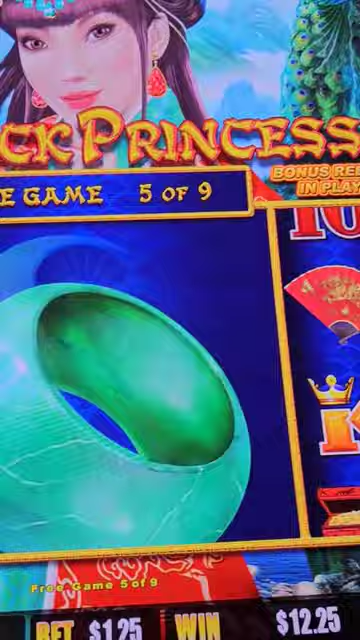 CK PRINCESS
E GAME 5 OF 9
BONUS REE
IN PLAY
10
K
Free Game 5 of 9
BET $1.25 WIN $12.25